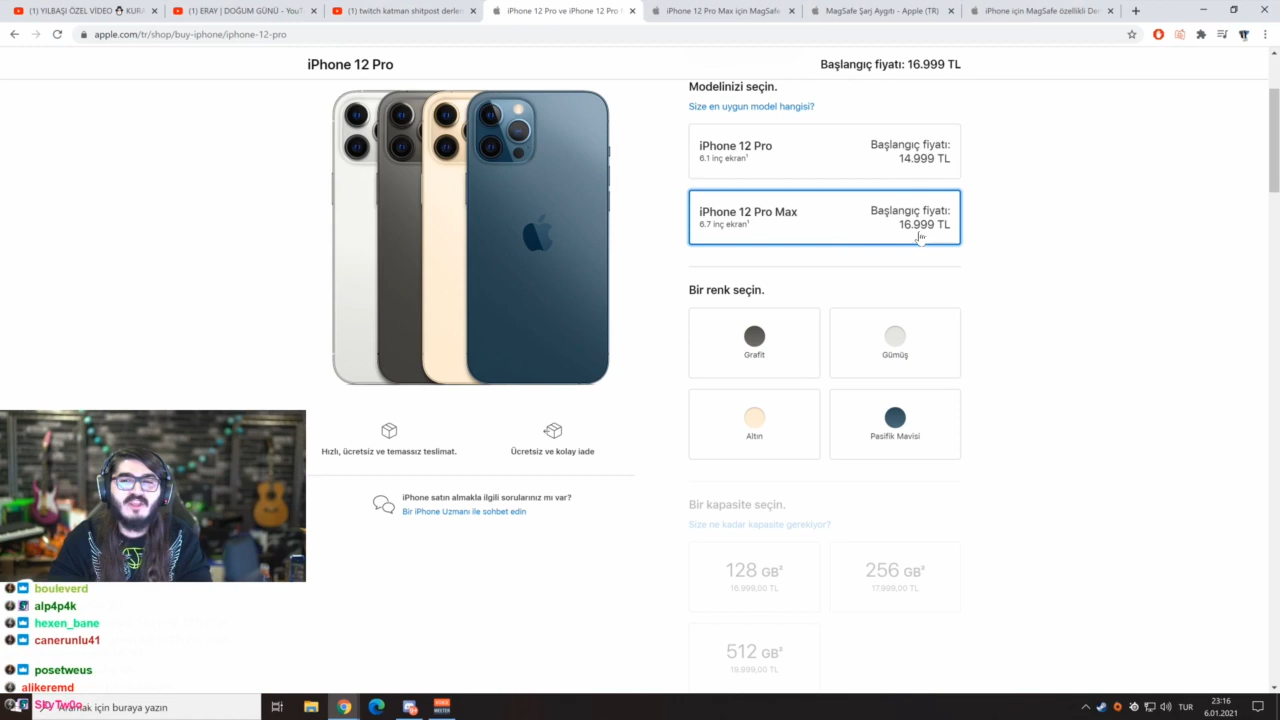 YILBAŞI ÖZEL VİDEO
ERAY | DOĞUM GÜNÜ - YouT
twitch katman shitpost derler
iPhone 12 Pro ve iPhone 12 Pro
iPhone 12 Pro Max için MagSafe
MagSafe Şarj Aygıtı - Apple (TR)
iPhone için MagSafe özellikli De
apple.com/tr/shop/buy-iphone/iphone-12-pro
iPhone 12 Pro
Başlangıç fiyatı: 16.999 TL
Modelinizi seçin.
Size en uygun model hangisi?
iPhone 12 Pro
Başlangıç fiyatı:
6.1 inç ekran¹
14.999 TL
iPhone 12 Pro Max
Başlangıç fiyatı:
6.7 inç ekran¹
16.999 TL
Bir renk seçin.
Grafit
Gümüş
Altın
Pasifik Mavisi
Hızlı, ücretsiz ve temassız teslimat.
Ücretsiz ve kolay iade
iPhone satın almakla ilgili sorularınız mı var?
Bir iPhone Uzmanı ile sohbet edin
Bir kapasite seçin.
Size ne kadar kapasite gerekiyor?
128 GB²
256 GB²
16.999,00 TL
17.999,00 TL
512 GB²
19.999,00 TL
bouleverd
alp4p4k
hexen_bane
canerunlu41
posetweus
alikeremd
SkyTw0o
Aramak için buraya yazın
VOICE MEETER
TUR
23:16
6.01.2021